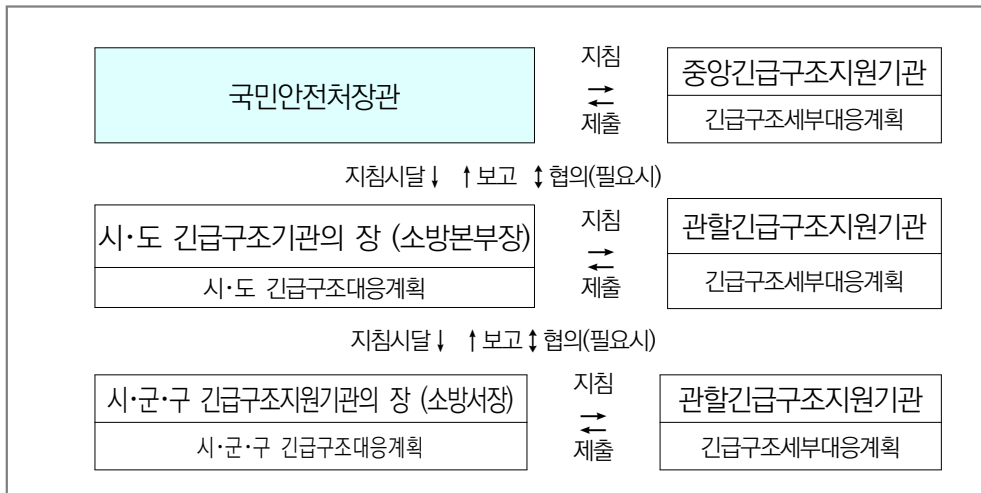 지침
국민안전처장관
→
←
중앙긴급구조지원기관
긴급구조세부대응계획
제출
지침시달↓ ↑보고 ↕협의(필요시)
지침
시·도 긴급구조기관의 장 (소방본부장)
→
←
관할긴급구조지원기관
시·도 긴급구조대응계획
제출
긴급구조세부대응계획
지침시달↓ ↑보고↕협의(필요시)
지침
시·군·구 긴급구조지원기관의 장 (소방서장)
→
←
관할긴급구조지원기관
시·군·구 긴급구조대응계획
제출
긴급구조세부대응계획